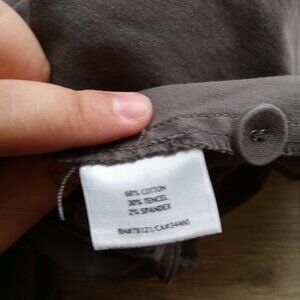 68% COTTON
30% TENCEL
2% SPANDEX
RN#78121/CA#34460